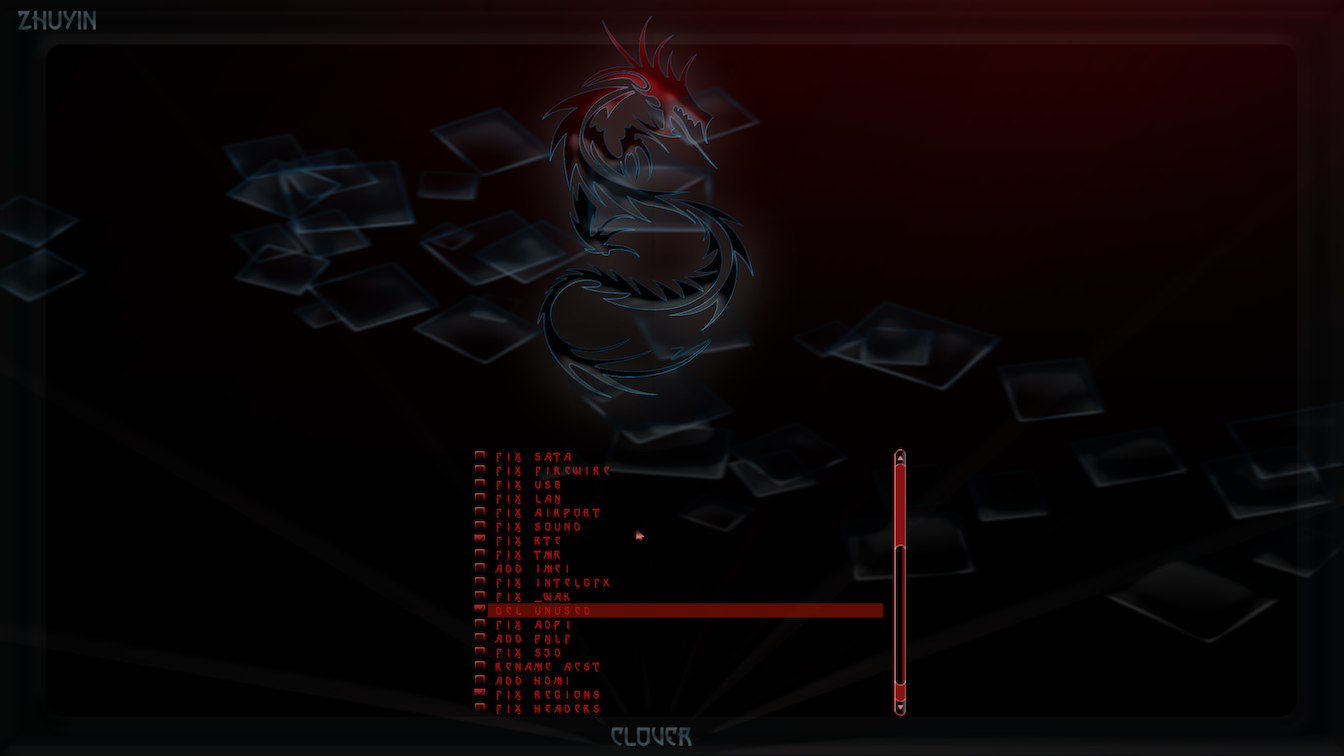 ZHUYIN
FIX SATA
FIX FIREWIRE
FIX USB
FIX LAN
FIX AIRPORT
FIX SOUND
FIX RTC
FIX TMR
ADD IMEI
FIX INTELGFX
FIX _WAK
DEL UNUSED
FIX ADP1
ADD PNLF
FIX S3D
RENAME ACST
ADD HDMI
FIX REGIONS
FIX HEADERS
CLOVER